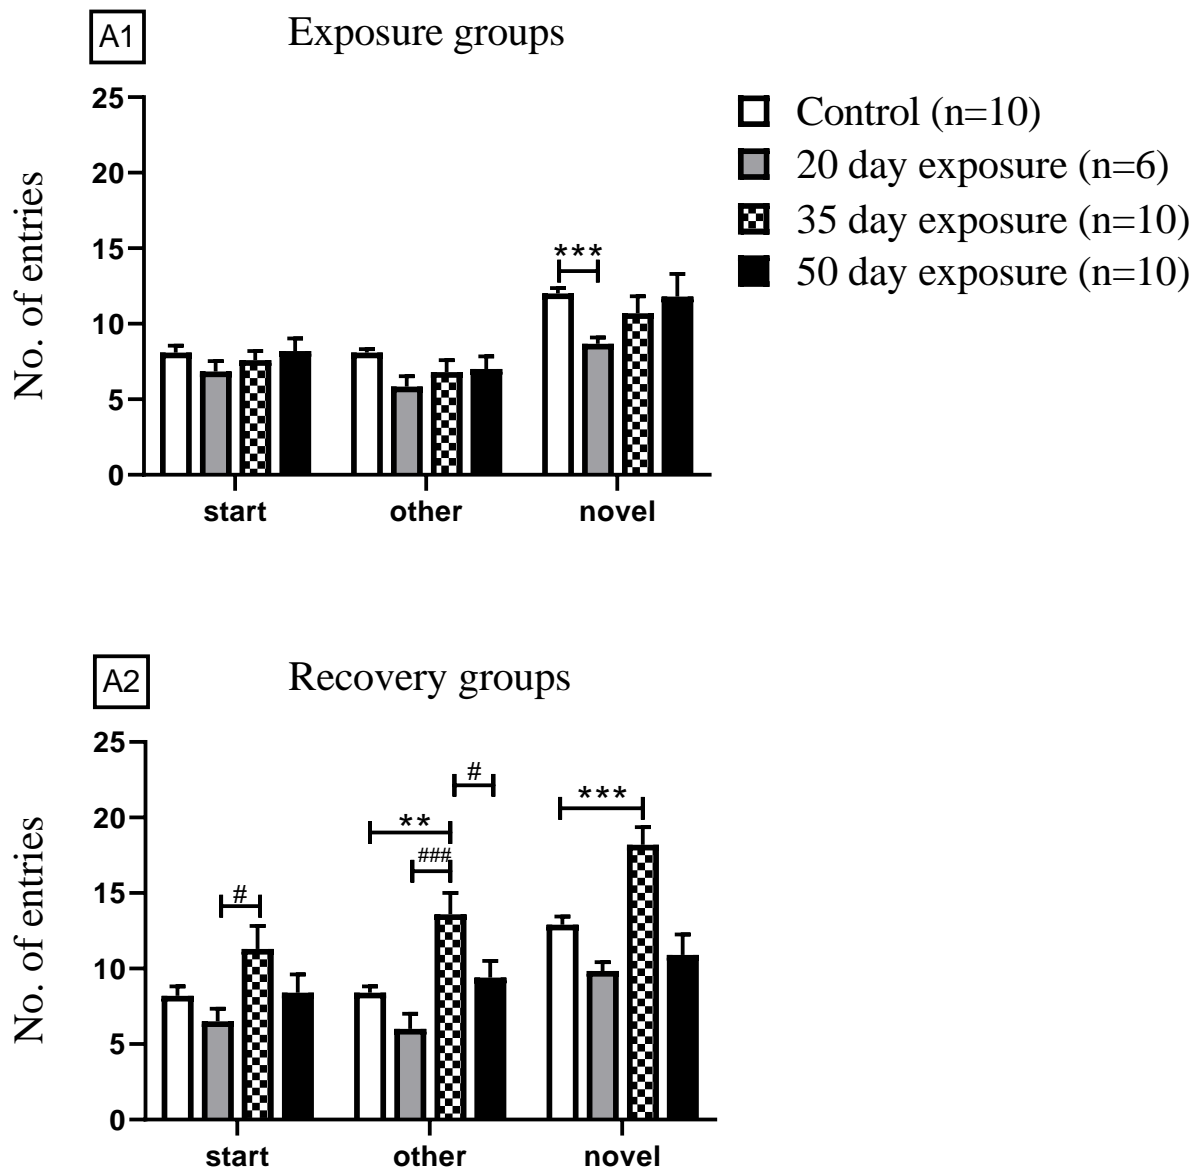 A1
Exposure groups
No. of entries
25
20
15
10
5
0
***
start
other
novel
Control (n=10)
20 day exposure (n=6)
35 day exposure (n=10)
50 day exposure (n=10)
A2
Recovery groups
No. of entries
25
20
15
10
5
0
#
**
###
#
***
start
other
novel